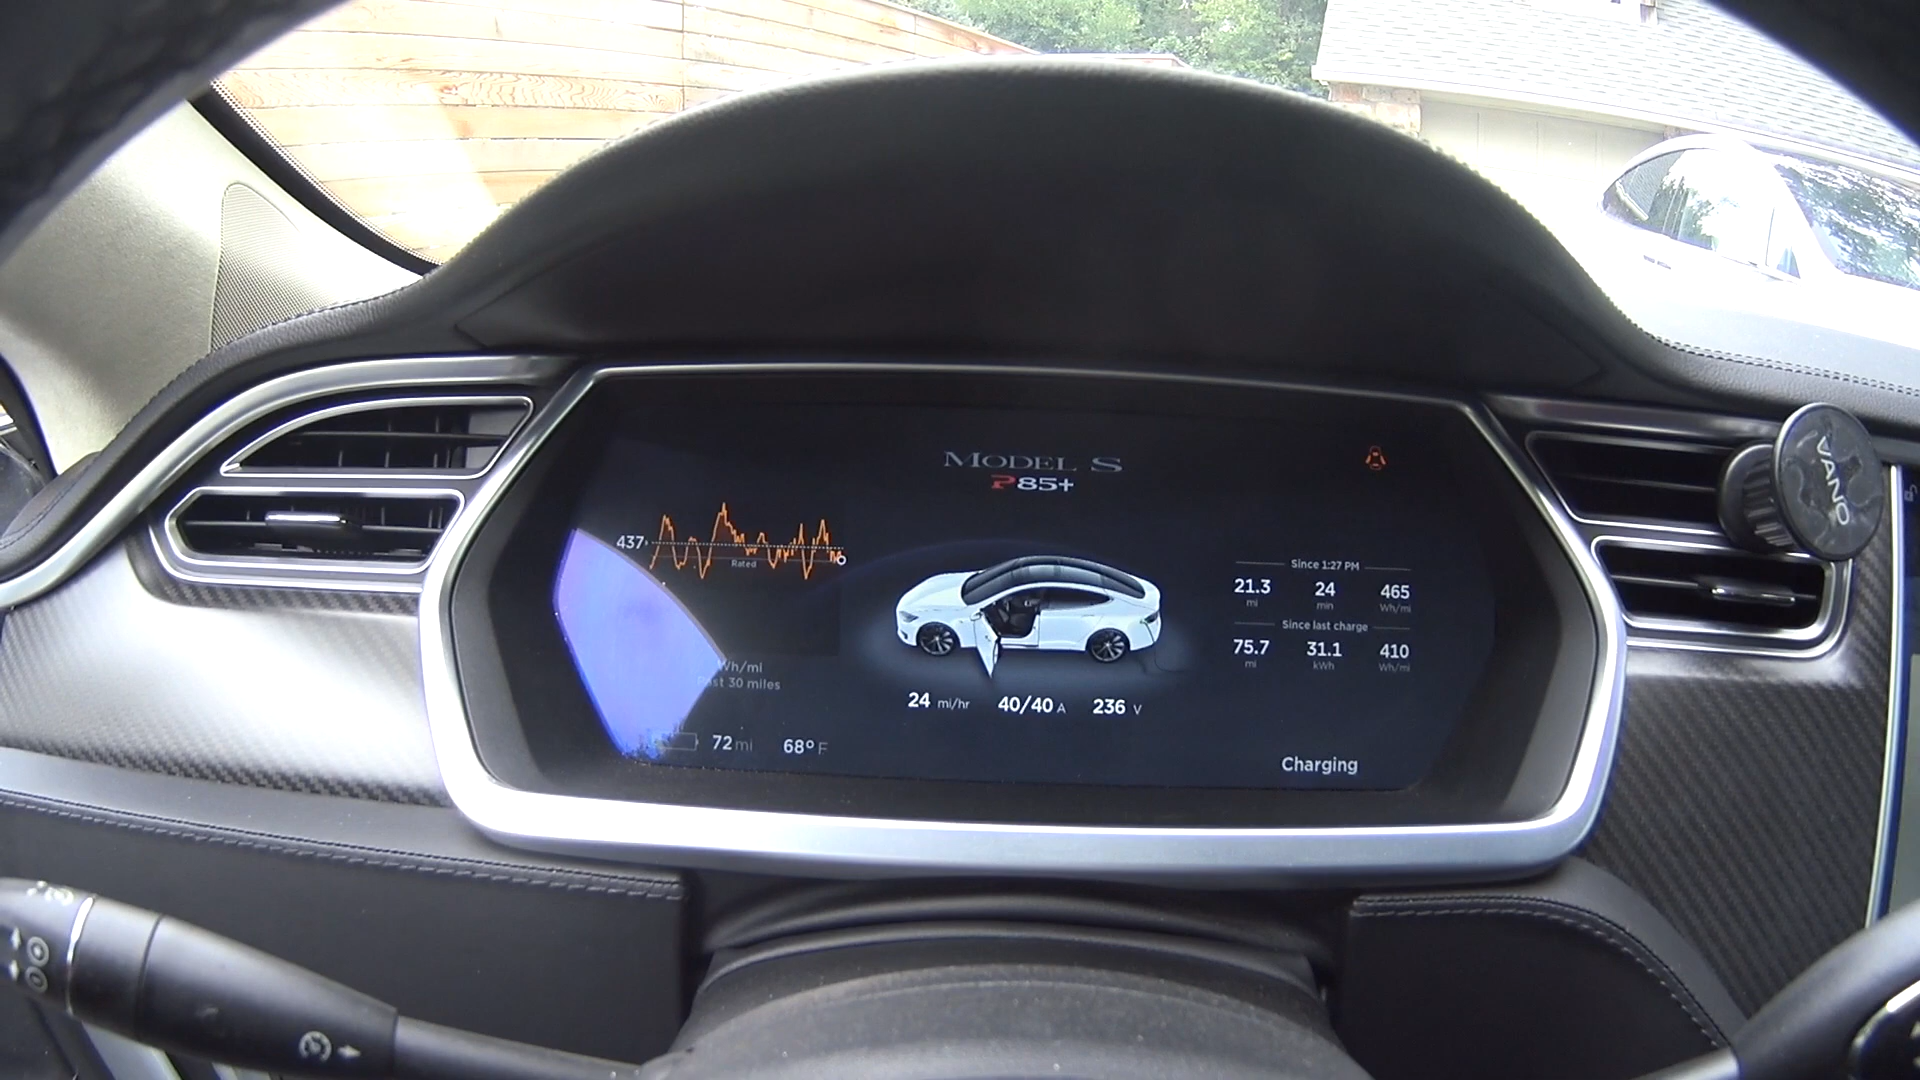 MODEL S
P85+
437
Rated
Wh/mi
Past 30 miles
72 mi 68° F
24 mi/hr 40/40 A 236 V
Since 1:27 PM
21.3 24 465
mi min Wh/mi
Since last charge
75.7 31.1 410
mi kWh Wh/mi
Charging
VANO